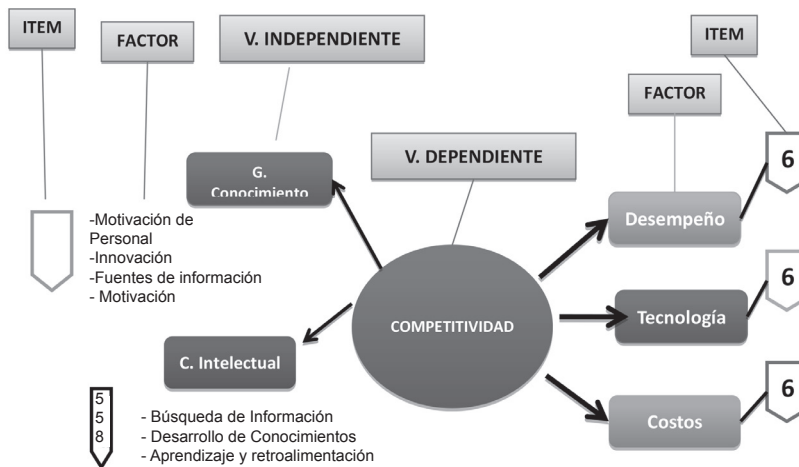 ITEM
FACTOR
V. INDEPENDIENTE
ITEM
FACTOR
V. DEPENDIENTE
G.
Conocimiento
6
Desempeño
-Motivación de
Personal
-Innovación
-Fuentes de información
- Motivación
6
COMPETITIVIDAD
Tecnología
C. Intelectual
6
5
5
8
- Búsqueda de Información
- Desarrollo de Conocimientos
- Aprendizaje y retroalimentación
Costos